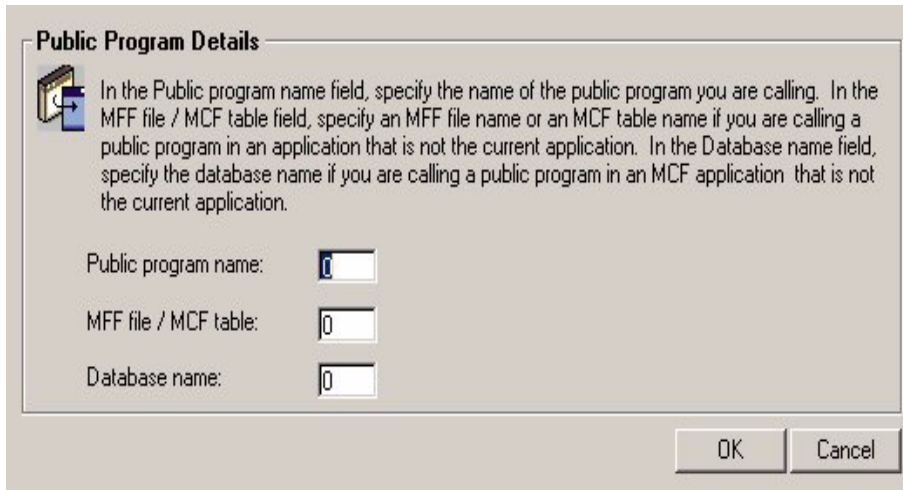 Public Program Details
In the Public program name field, specify the name of the public program you are calling. In the
MFF file / MCF table field, specify an MFF file name or an MCF table name if you are calling a
public program in an application that is not the current application. In the Database name field,
specify the database name if you are calling a public program in an MCF application that is not
the current application.
Public program name: 0
MFF file / MCF table: 0
Database name: 0
OK Cancel